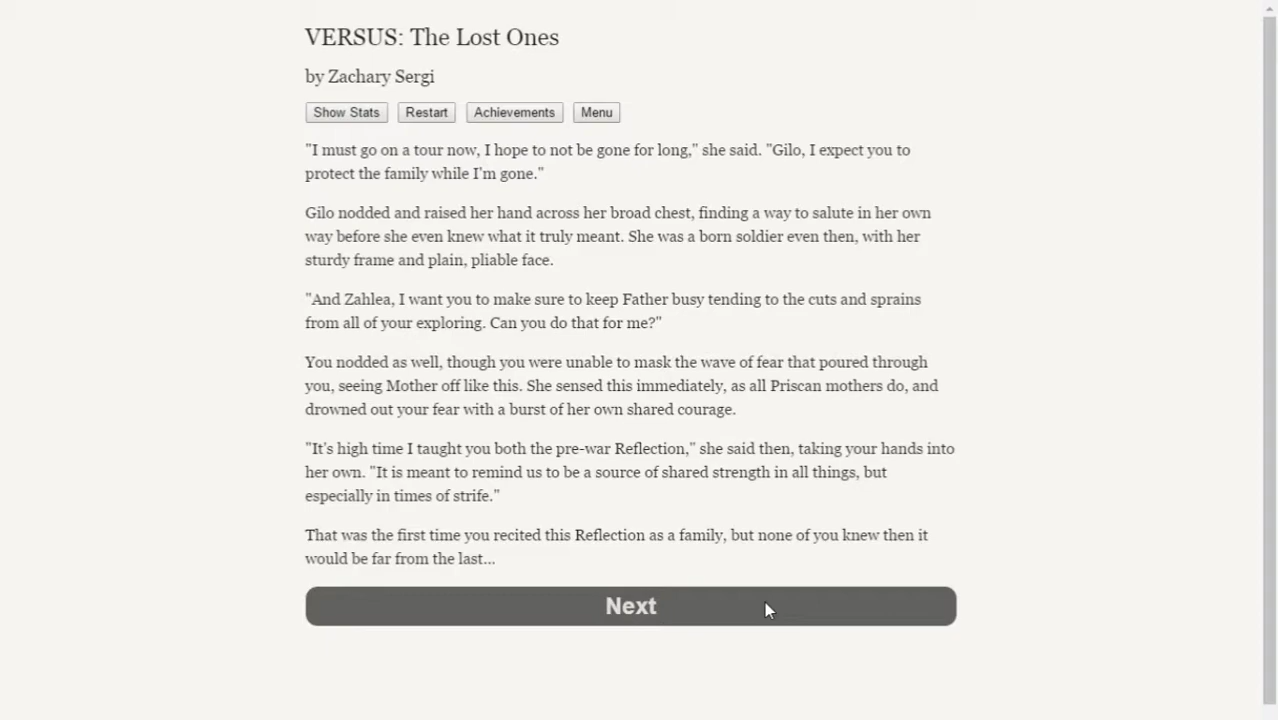 VERSUS: The Lost Ones
by Zachary Sergi
Show Stats Restart Achievements Menu
"I must go on a tour now, I hope to not be gone for long," she said. "Gilo, I expect you to
protect the family while I'm gone."
Gilo nodded and raised her hand across her broad chest, finding a way to salute in her own
way before she even knew what it truly meant. She was a born soldier even then, with her
sturdy frame and plain, pliable face.
"And Zahlea, I want you to make sure to keep Father busy tending to the cuts and sprains
from all of your exploring. Can you do that for me?"
You nodded as well, though you were unable to mask the wave of fear that poured through
you, seeing Mother off like this. She sensed this immediately, as all Priscan mothers do, and
drowned out your fear with a burst of her own shared courage.
"It's high time I taught you both the pre-war Reflection," she said then, taking your hands into
her own. "It is meant to remind us to be a source of shared strength in all things, but
especially in times of strife."
That was the first time you recited this Reflection as a family, but none of you knew then it
would be far from the last...
Next